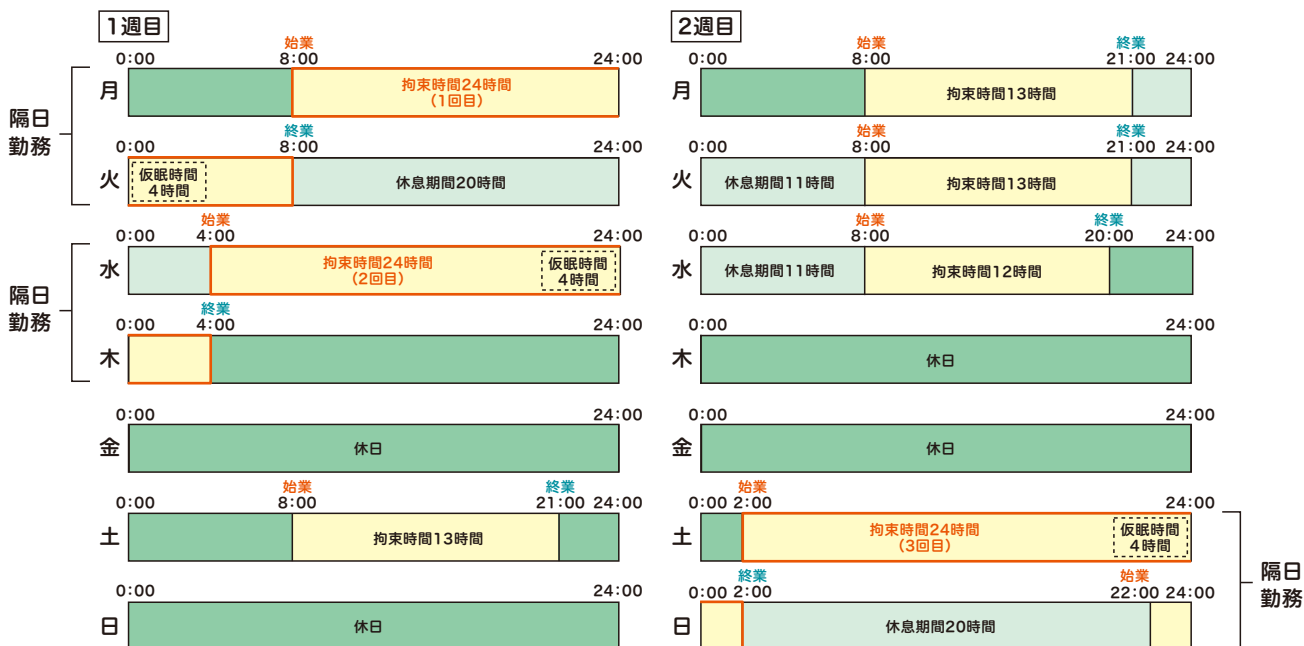 1週目
隔日
勤務
始業
0:00 8:00 24:00
月
拘束時間24時間
(1回目)
終業
0:00 8:00 24:00
火
仮眠時間
4時間
休息期間20時間
隔日
勤務
始業
0:00 4:00 24:00
水
拘束時間24時間
(2回目)
仮眠時間
4時間
終業
0:00 4:00 24:00
木
0:00 24:00
金
休日
始業 終業
0:00 8:00 21:00 24:00
土
拘束時間13時間
0:00 24:00
日
休日
2週目
始業 終業
0:00 8:00 21:00 24:00
月
拘束時間13時間
始業 終業
0:00 8:00 21:00 24:00
火
休息期間11時間
拘束時間13時間
始業 終業
0:00 8:00 20:00 24:00
水
休息期間11時間
拘束時間12時間
0:00 24:00
木
休日
0:00 24:00
金
休日
始業
0:00 2:00 24:00
土
拘束時間24時間
(3回目)
仮眠時間
4時間
終業 始業
0:00 2:00 22:00 24:00
日
休息期間20時間
隔日
勤務